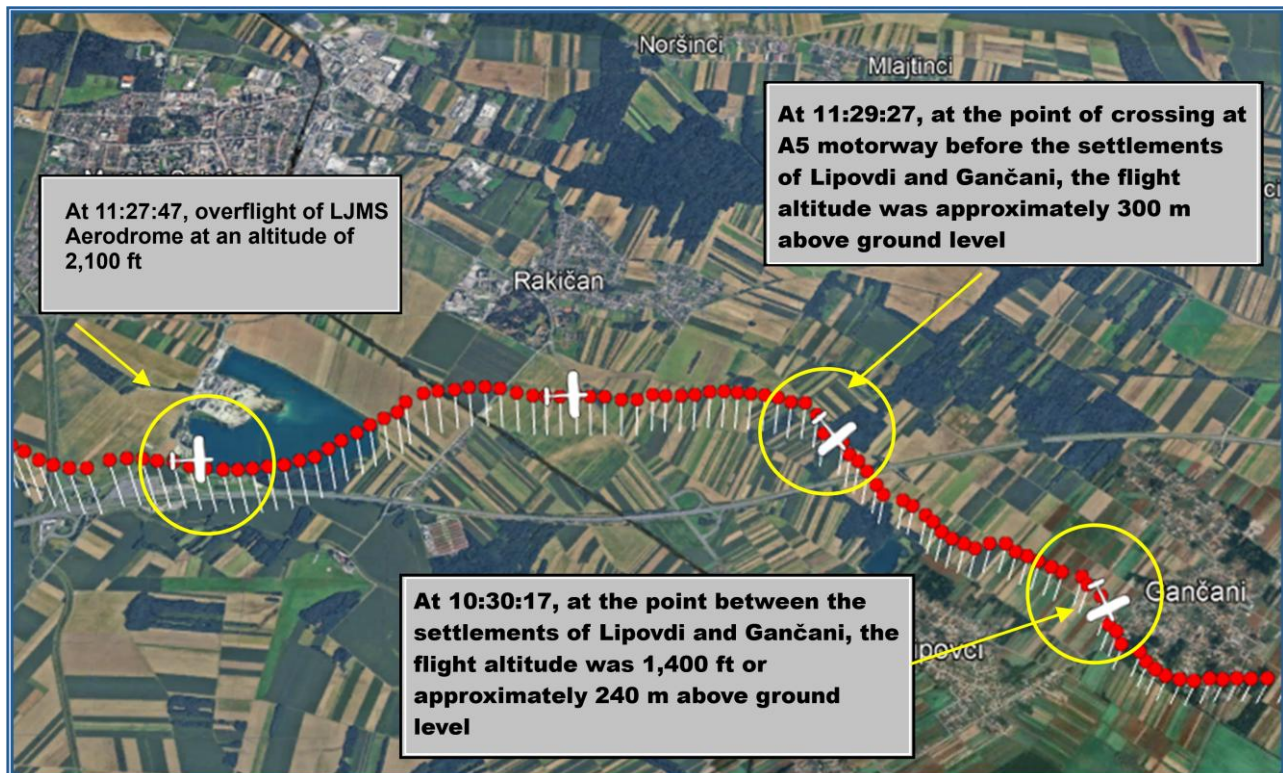 Noršinci
Mlajtinci
At 11:29:27, at the point of crossing at
A5 motorway before the settlements
of Lipovdi and Gančani, the flight
altitude was approximately 300 m
above ground level
At 11:27:47, overflight of LJMS
Aerodrome at an altitude of
2,100 ft
Rakičan
At 10:30:17, at the point between the
settlements of Lipovdi and Gančani, the
flight altitude was 1,400 ft or
approximately 240 m above ground
level
Gančani